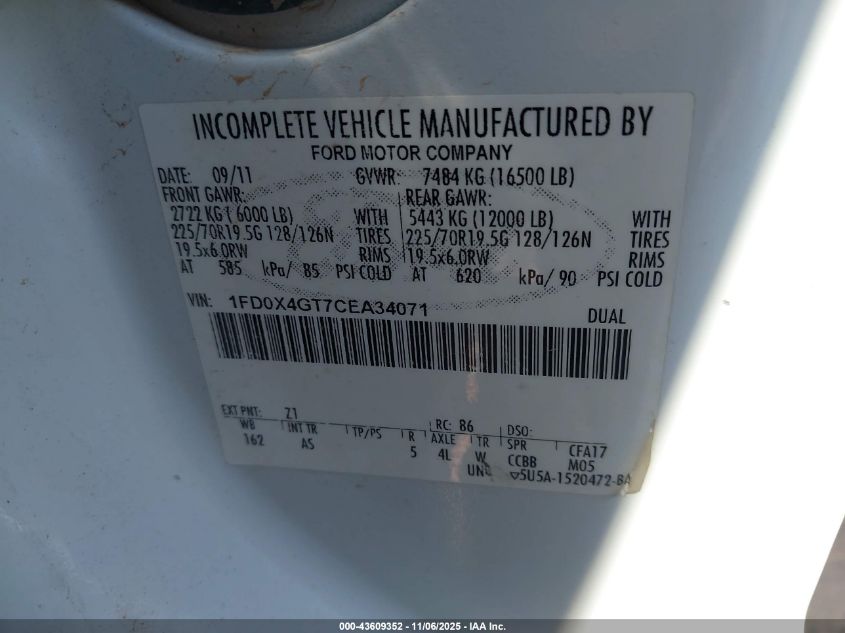 INCOMPLETE VEHICLE MANUFACTURED BY
FORD MOTOR COMPANY
DATE: 09/11 GVWR: 7484 KG (16500 LB)
FRONT GAWR: REAR GAWR:
2722 KG ( 6000 LB) WITH 5443 KG (12000 LB) WITH
225/70R19.5G 128/126N TIRES 225/70R19.5G 128/126N TIRES
19.5x6.0RW RIMS 19.5x6.0RW RIMS
AT 585 kPa/ 85 PSI COLD AT 620 kPa/ 90 PSI COLD
VIN: 1FD0X4GT7CEA34071 DUAL
EXT PNT: Z1 RC: 86 DSO:
WB INT TR TP/PS R AXLE TR SPR CFA17
162 AS 5 4L W CCBB M05
▽5U5A-1520472-BA
000-43609352 - 11/06/2025 - IAA Inc.